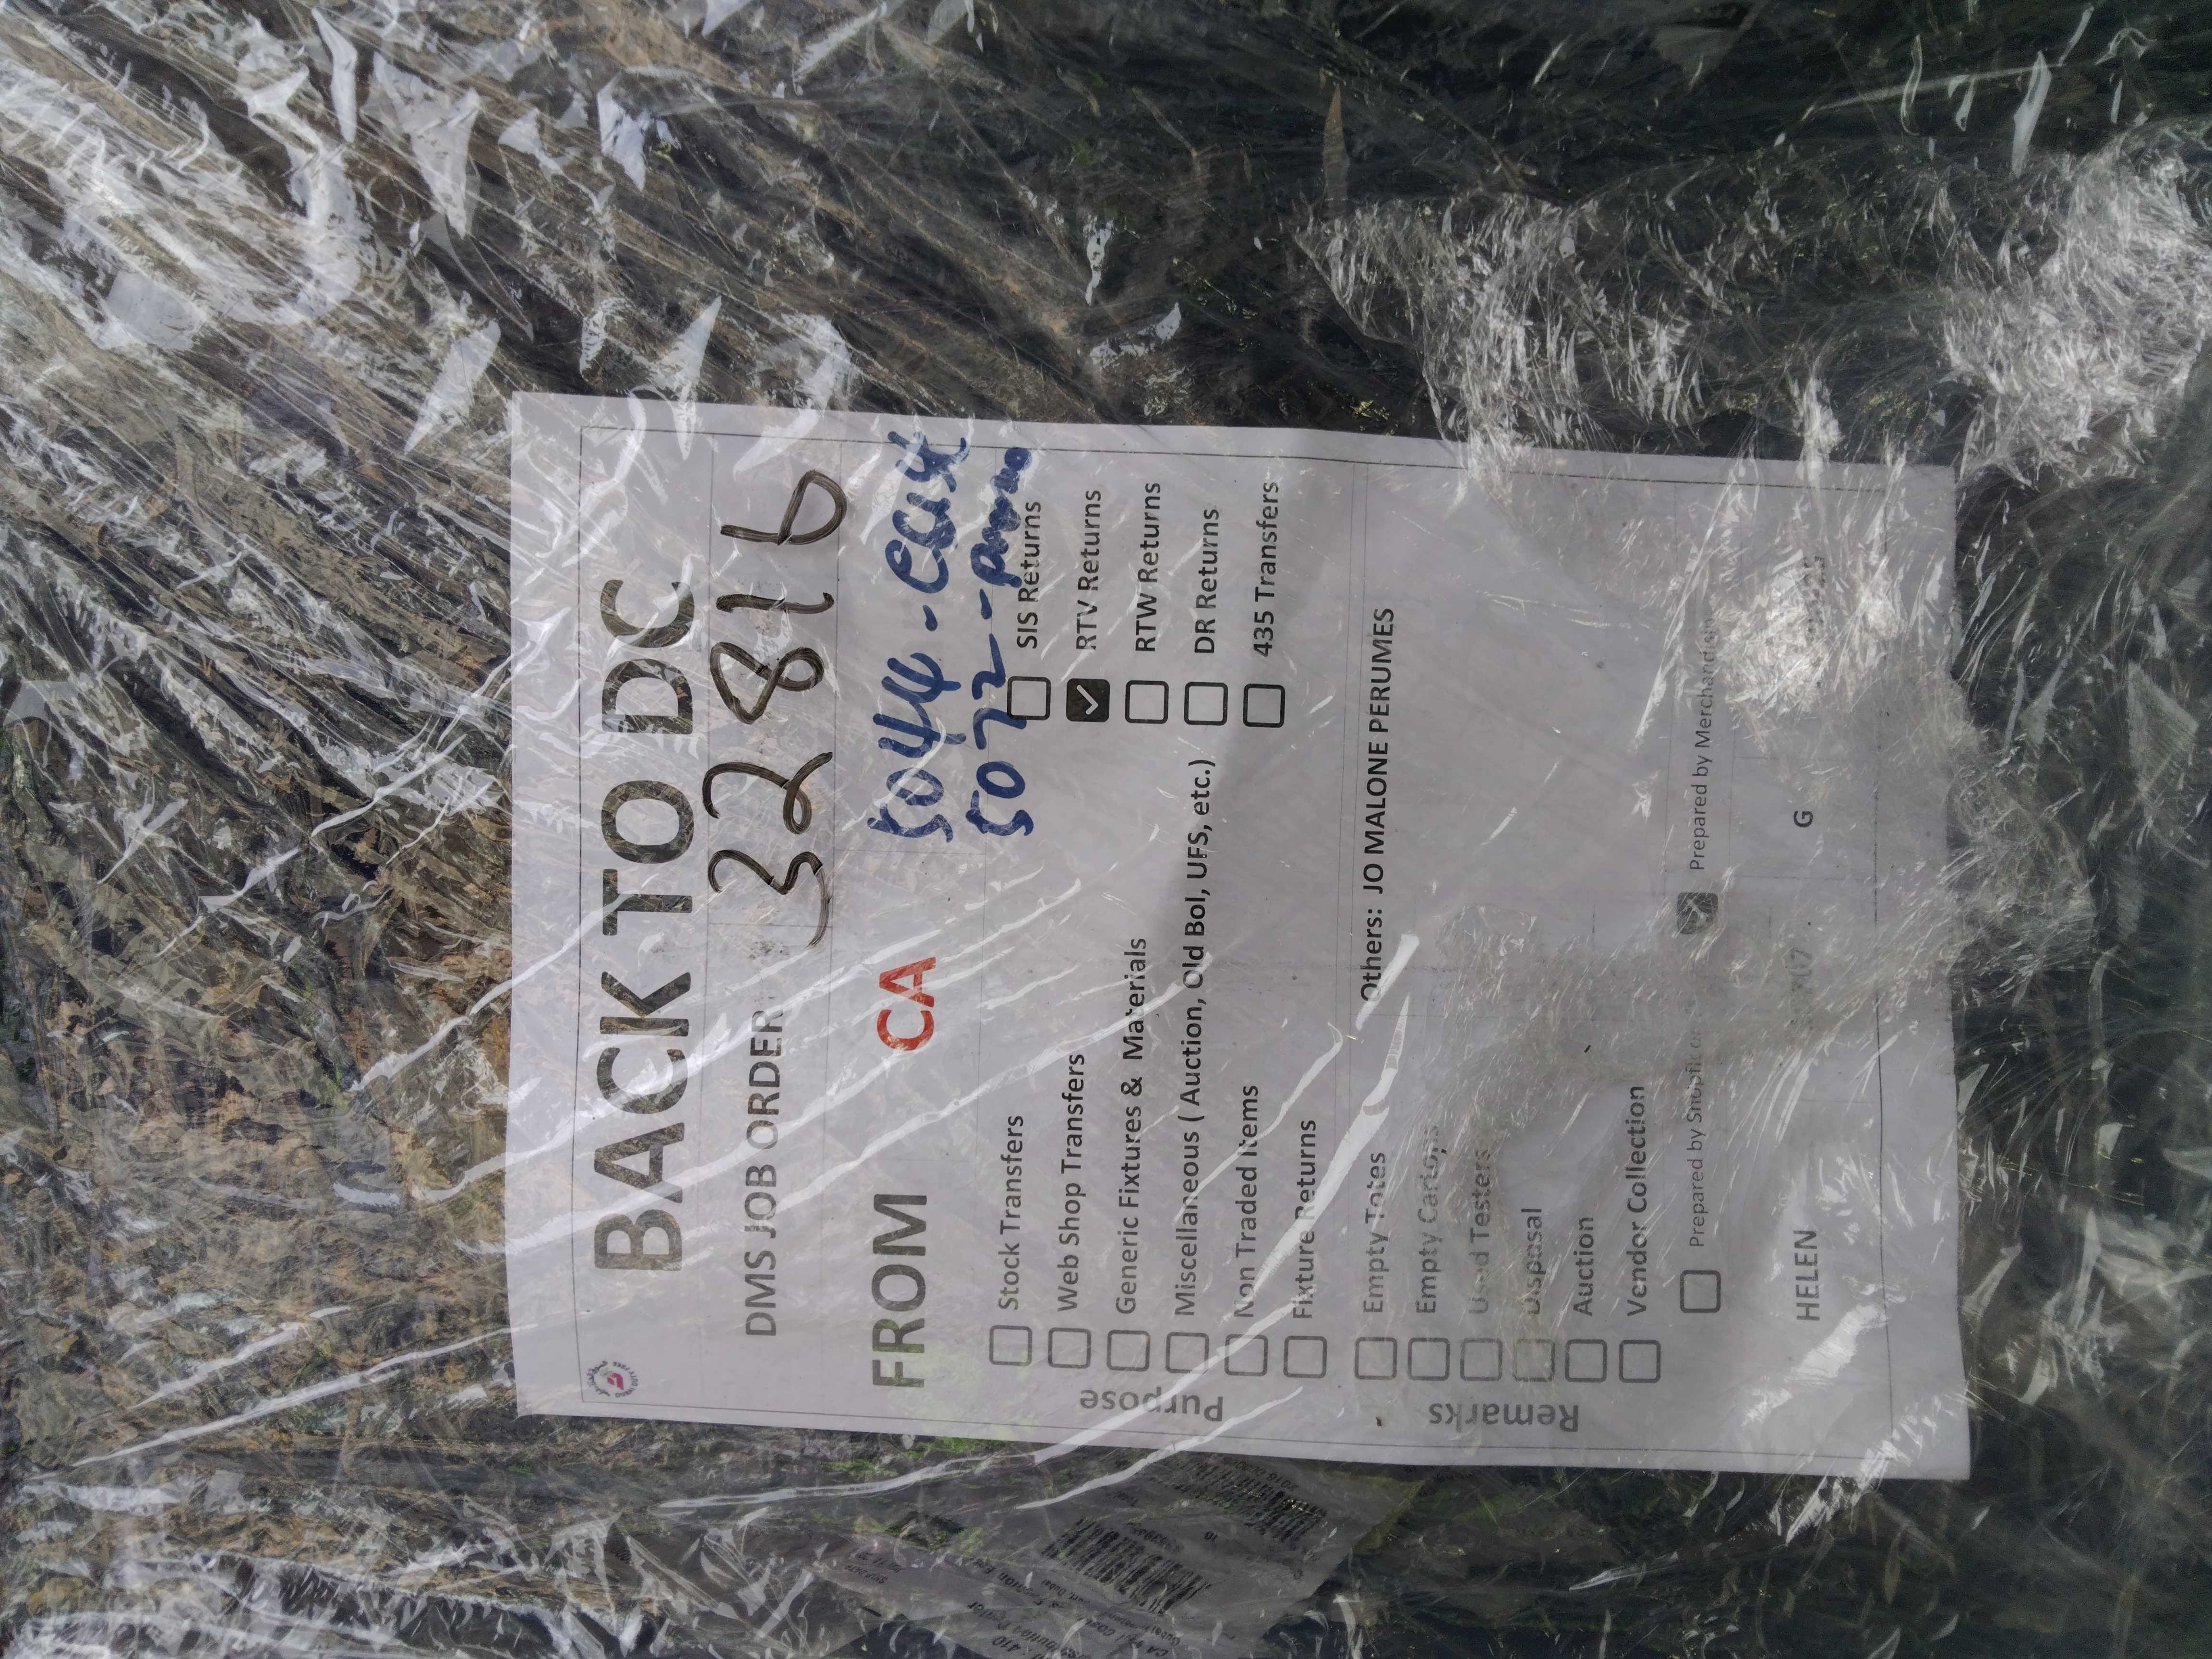 BACK TO DC
DMS JOB ORDER 32816
FROM CA
5044 - East
5072 -
Purpose
Stock Transfers
Web Shop Transfers
Generic Fixtures & Materials
Miscellaneous ( Auction, Old Bol, UFS, etc.)
Non Traded Items
Fixture Returns
SIS Returns
RTV Returns
RTW Returns
DR Returns
435 Transfers
Remarks
Empty Totes
Empty Cartons
Used Testers
Disposal
Auction
Vendor Collection
Others: JO MALONE PERUMES
Prepared by
Prepared by
HELEN
G